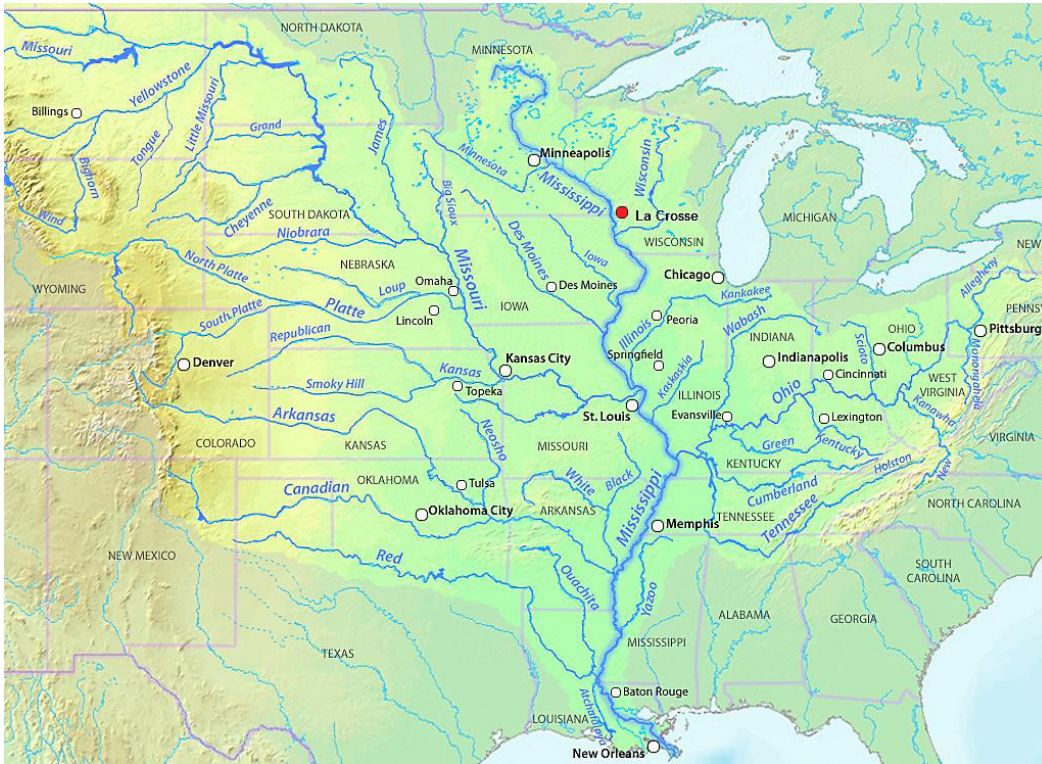 NORTH DAKOTA
MINNESOTA
Missouri
Yellowstone
Billings
Tongue
Little Missouri
Grand
James
Bighorn
Minnesota
Minneapolis
Mississippi
Wisconsin
Wind
Cheyenne
SOUTH DAKOTA
Big Sioux
La Crosse
MICHIGAN
Niobrara
WISCONSIN
NEW
North Platte
NEBRASKA
Des Moines
Iowa
Chicago
Allegheny
WYOMING
Omaha
Missouri
Des Moines
Kankakee
Loup
Platte
IOWA
PENNSY
South Platte
Lincoln
Illinois
Peoria
Wabash
INDIANA
OHIO
Pittsburg
Republican
Springfield
Indianapolis
Scioto
Columbus
Monongahela
Denver
Kansas City
Kansas
Cincinnati
Smoky Hill
Topeka
Kaskaskia
ILLINOIS
Ohio
WEST
VIRGINIA
St. Louis
Evansville
Lexington
Kanawha
Arkansas
Neosho
COLORADO
KANSAS
MISSOURI
Green
Kentucky
VIRGINIA
KENTUCKY
Holston
New
OKLAHOMA
Tulsa
White
Black
Mississippi
Cumberland
Canadian
Oklahoma City
ARKANSAS
Memphis
TENNESSEE
Tennessee
NORTH CAROLINA
NEW MEXICO
Red
Ouachita
Yazoo
SOUTH
CAROLINA
ALABAMA
GEORGIA
TEXAS
MISSISSIPPI
Baton Rouge
LOUISIANA
Atchafalaya
New Orleans